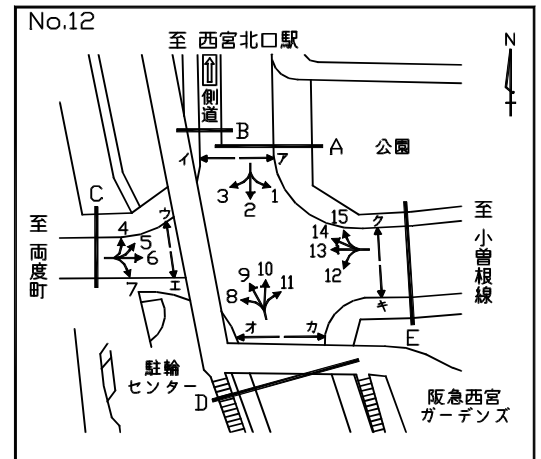 No.12
至 西宮北口駅
N
側道
B
A
公園
イ
ア
3
2
1
C
至 両度町
ウ
4
5
6
7
エ
15
14
13
12
ク
キ
至 小曽根線
E
8
9
10
11
オ
カ
駐輪
センター
D
阪急西宮
ガーデンズ